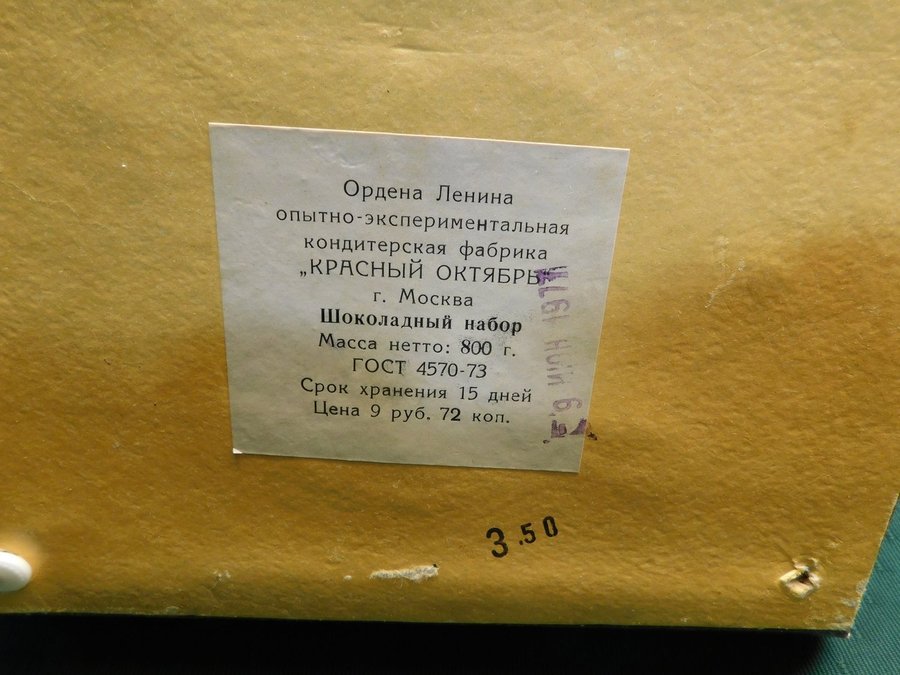 Ордена Ленина
опытно-экспериментальная
кондитерская фабрика
„КРАСНЫЙ ОКТЯБРЬ"
г. Москва
Шоколадный набор
Масса нетто: 800 г.
ГОСТ 4570-73
Срок хранения 15 дней
Цена 9 руб. 72 коп.
3.50